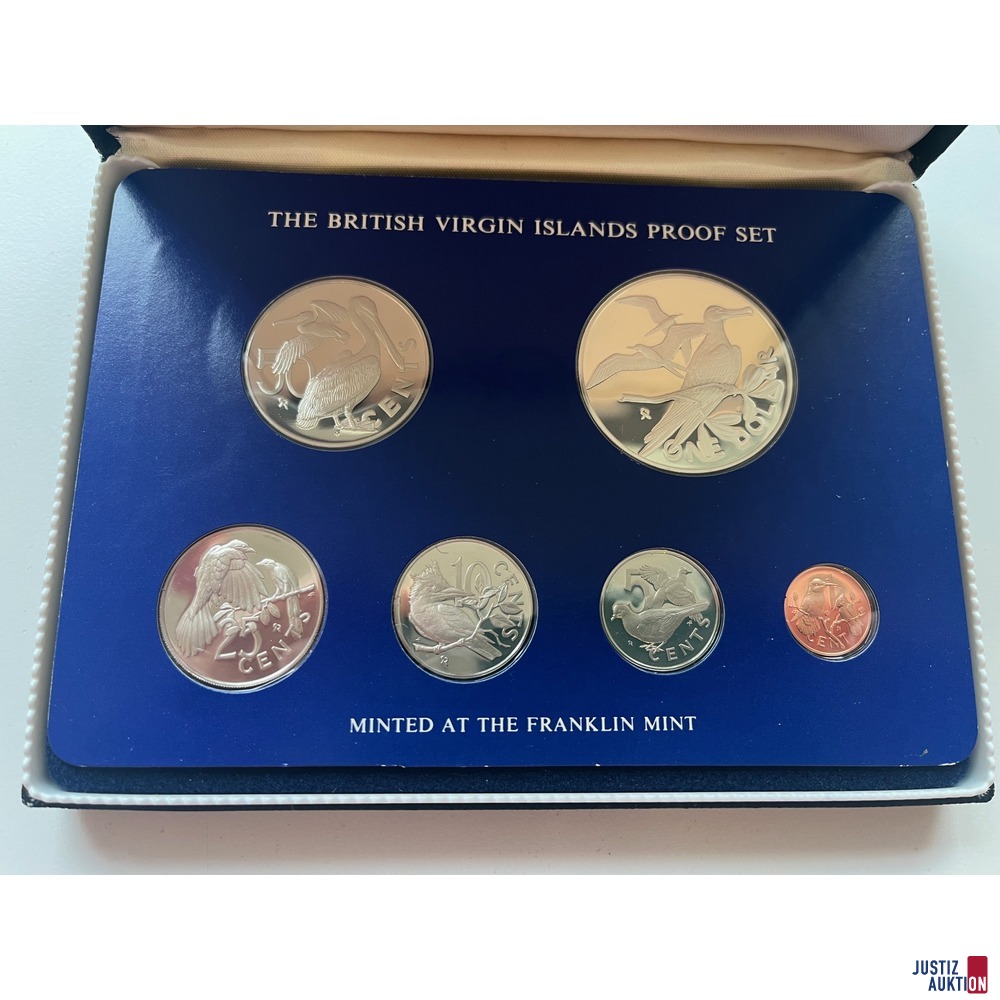 THE BRITISH VIRGIN ISLANDS PROOF SET
50
CENTS
ONE DOLLAR
25
CENTS
10
CENTS
5
CENTS
1
CENT
MINTED AT THE FRANKLIN MINT
JUSTIZ
AUKTION